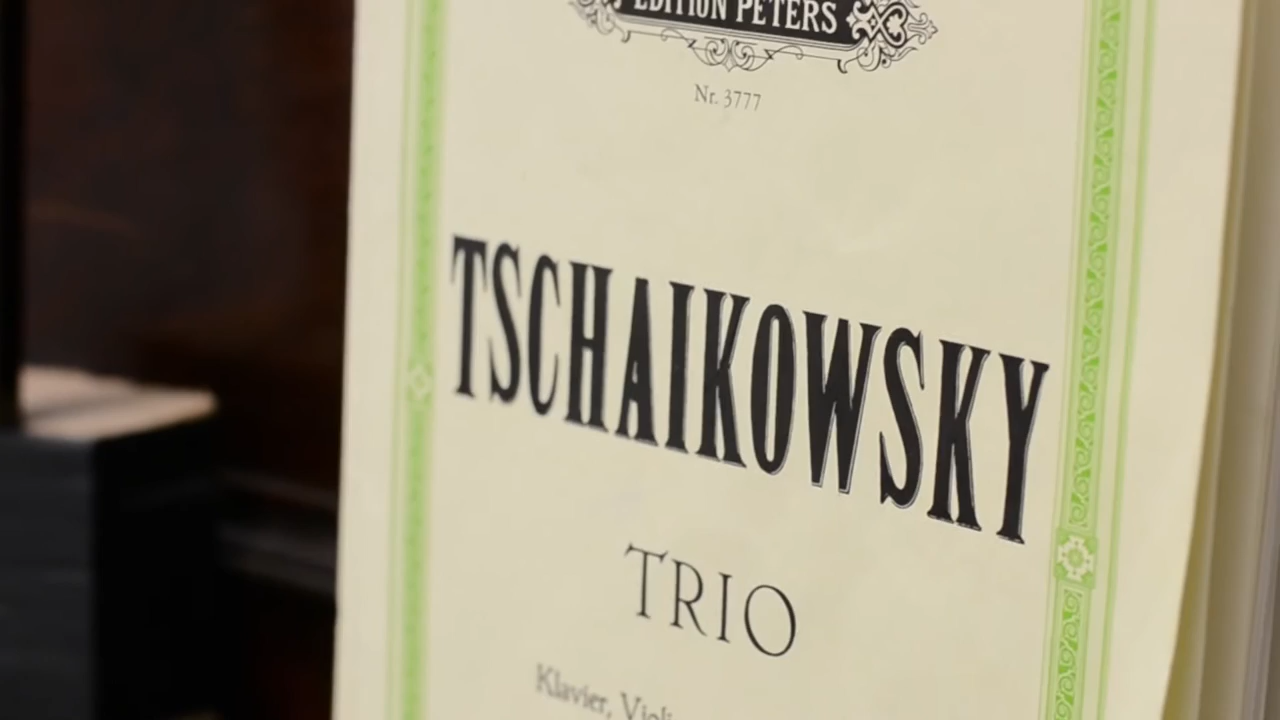 EDITION PETERS
Nr. 3777
TSCHAIKOWSKY
TRIO
Klavier,